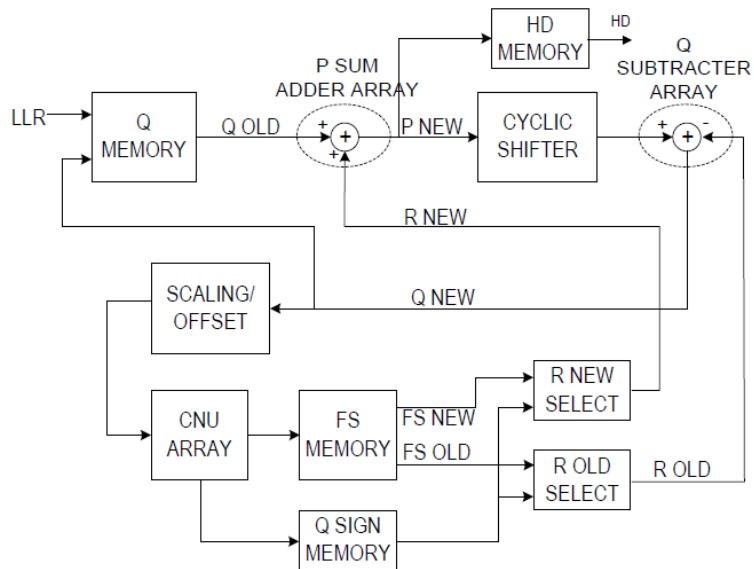 HD
MEMORY
HD
P SUM
ADDER ARRAY
Q
SUBTRACTER
ARRAY
LLR
Q
MEMORY
Q OLD
+
+
+
P NEW
CYCLIC
SHIFTER
+
+
-
R NEW
SCALING/
OFFSET
Q NEW
CNU
ARRAY
FS
MEMORY
FS NEW
FS OLD
R NEW
SELECT
R OLD
SELECT
R OLD
Q SIGN
MEMORY